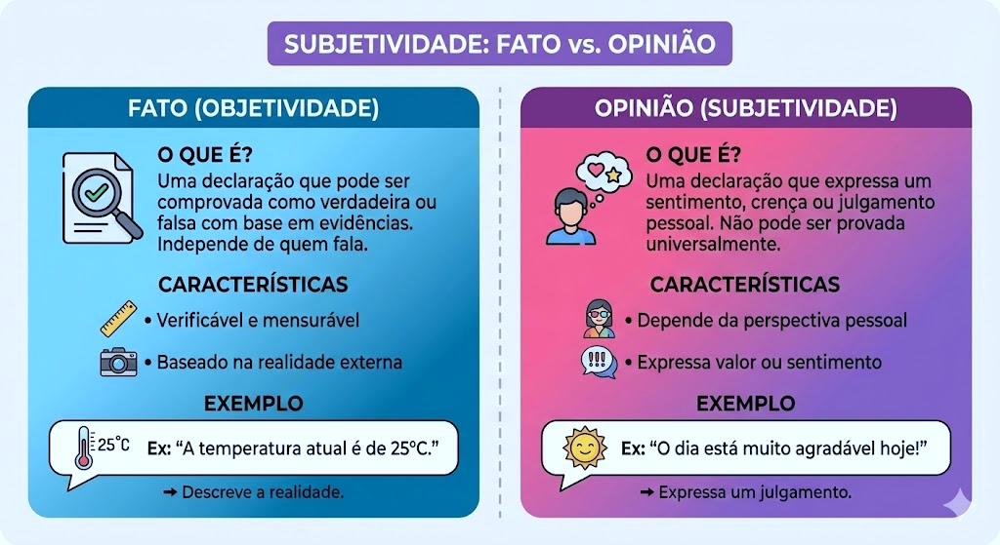 SUBJETIVIDADE: FATO vs. OPINIÃO
FATO (OBJETIVIDADE)
O QUE É?
Uma declaração que pode ser
comprovada como verdadeira ou
falsa com base em evidências.
Independe de quem fala.
CARACTERÍSTICAS
• Verificável e mensurável
• Baseado na realidade externa
EXEMPLO
25°C
Ex: “A temperatura atual é de 25°C.”
→ Descreve a realidade.
OPINIÃO (SUBJETIVIDADE)
O QUE É?
Uma declaração que expressa um
sentimento, crença ou julgamento
pessoal. Não pode ser provada
universalmente.
CARACTERÍSTICAS
• Depende da perspectiva pessoal
!!!
• Expressa valor ou sentimento
EXEMPLO
Ex: “O dia está muito agradável hoje!”
→ Expressa um julgamento.